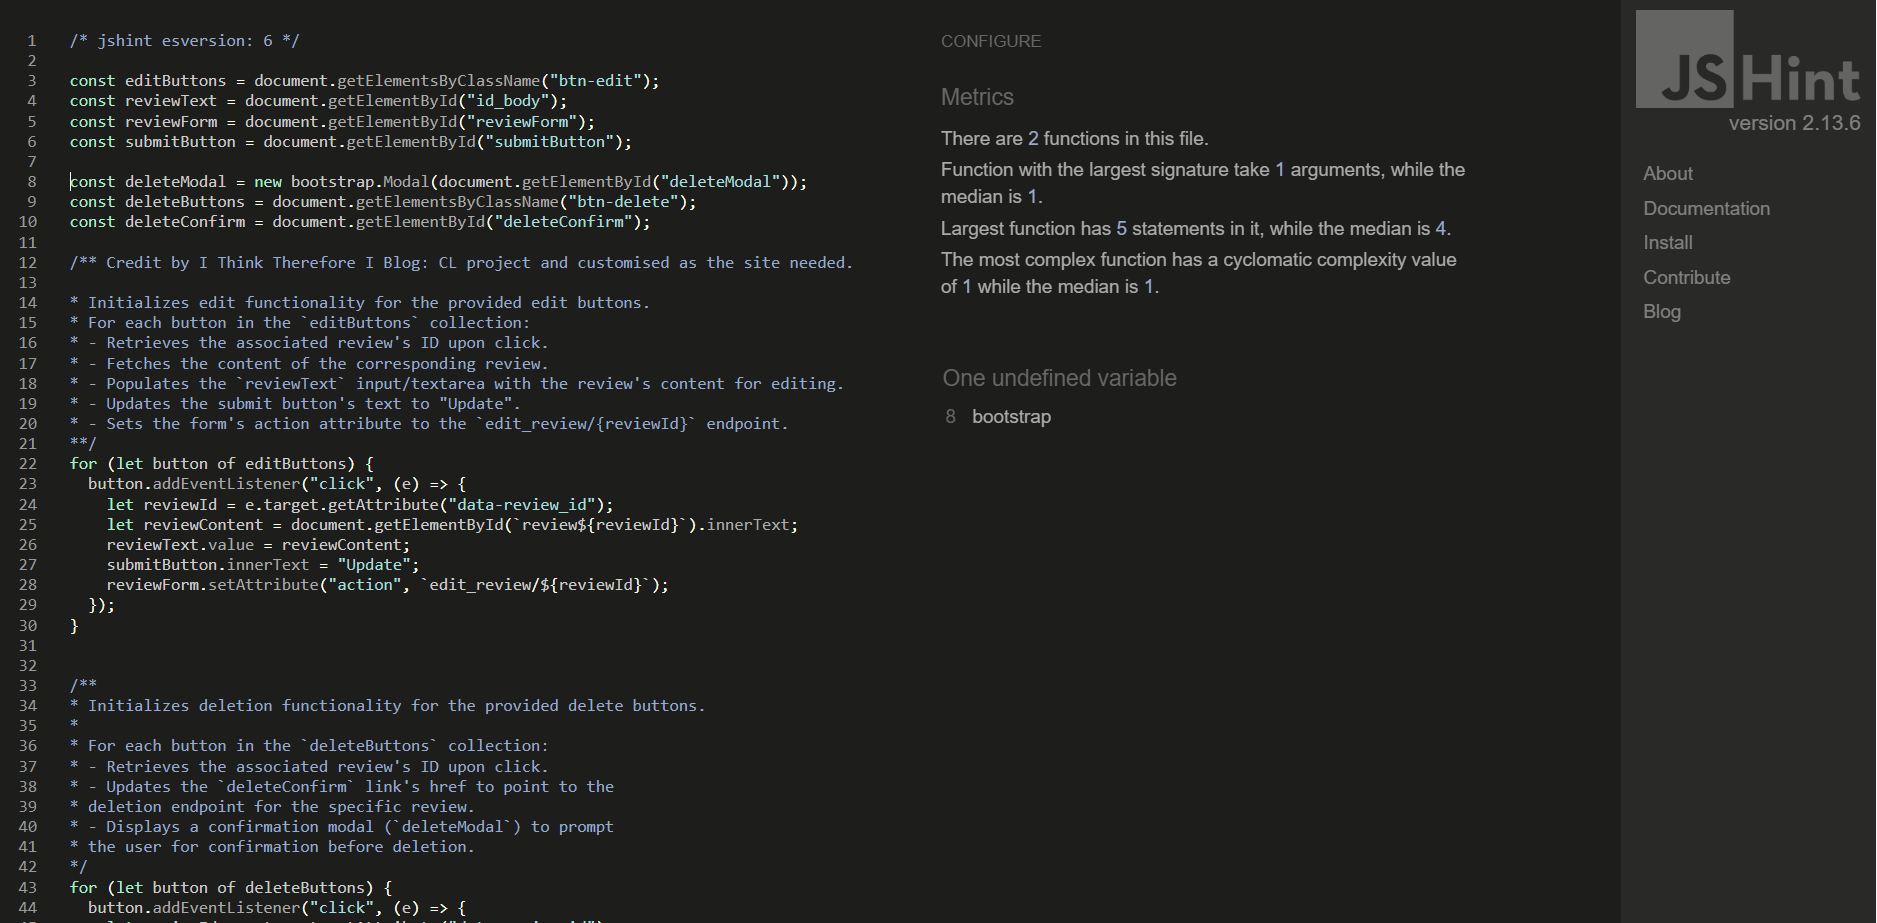 1 /* jshint esversion: 6 */
2
3 const editButtons = document.getElementsByClassName("btn-edit");
4 const reviewText = document.getElementById("id_body");
5 const reviewForm = document.getElementById("reviewForm");
6 const submitButton = document.getElementById("submitButton");
7
8 const deleteModal = new bootstrap.Modal(document.getElementById("deleteModal"));
9 const deleteButtons = document.getElementsByClassName("btn-delete");
10 const deleteConfirm = document.getElementById("deleteConfirm");
11
12 /** Credit by I Think Therefore I Blog: CL project and customised as the site needed.
13
14 * Initializes edit functionality for the provided edit buttons.
15 * For each button in the `editButtons` collection:
16 * - Retrieves the associated review's ID upon click.
17 * - Fetches the content of the corresponding review.
18 * - Populates the `reviewText` input/textarea with the review's content for editing.
19 * - Updates the submit button's text to "Update".
20 * - Sets the form's action attribute to the `edit_review/{reviewId}` endpoint.
21 **/
22 for (let button of editButtons) {
23   button.addEventListener("click", (e) => {
24     let reviewId = e.target.getAttribute("data-review_id");
25     let reviewContent = document.getElementById(`review${reviewId}`).innerText;
26     reviewText.value = reviewContent;
27     submitButton.innerText = "Update";
28     reviewForm.setAttribute("action", `edit_review/${reviewId}`);
29   });
30 }
31
32
33 /**
34 * Initializes deletion functionality for the provided delete buttons.
35 *
36 * For each button in the `deleteButtons` collection:
37 * - Retrieves the associated review's ID upon click.
38 * - Updates the `deleteConfirm` link's href to point to the
39 * deletion endpoint for the specific review.
40 * - Displays a confirmation modal (`deleteModal`) to prompt
41 * the user for confirmation before deletion.
42 */
43 for (let button of deleteButtons) {
44   button.addEventListener("click", (e) => {
CONFIGURE
Metrics
There are 2 functions in this file.
Function with the largest signature take 1 arguments, while the
median is 1.
Largest function has 5 statements in it, while the median is 4.
The most complex function has a cyclomatic complexity value
of 1 while the median is 1.
One undefined variable
8 bootstrap
JSHint
version 2.13.6
About
Documentation
Install
Contribute
Blog